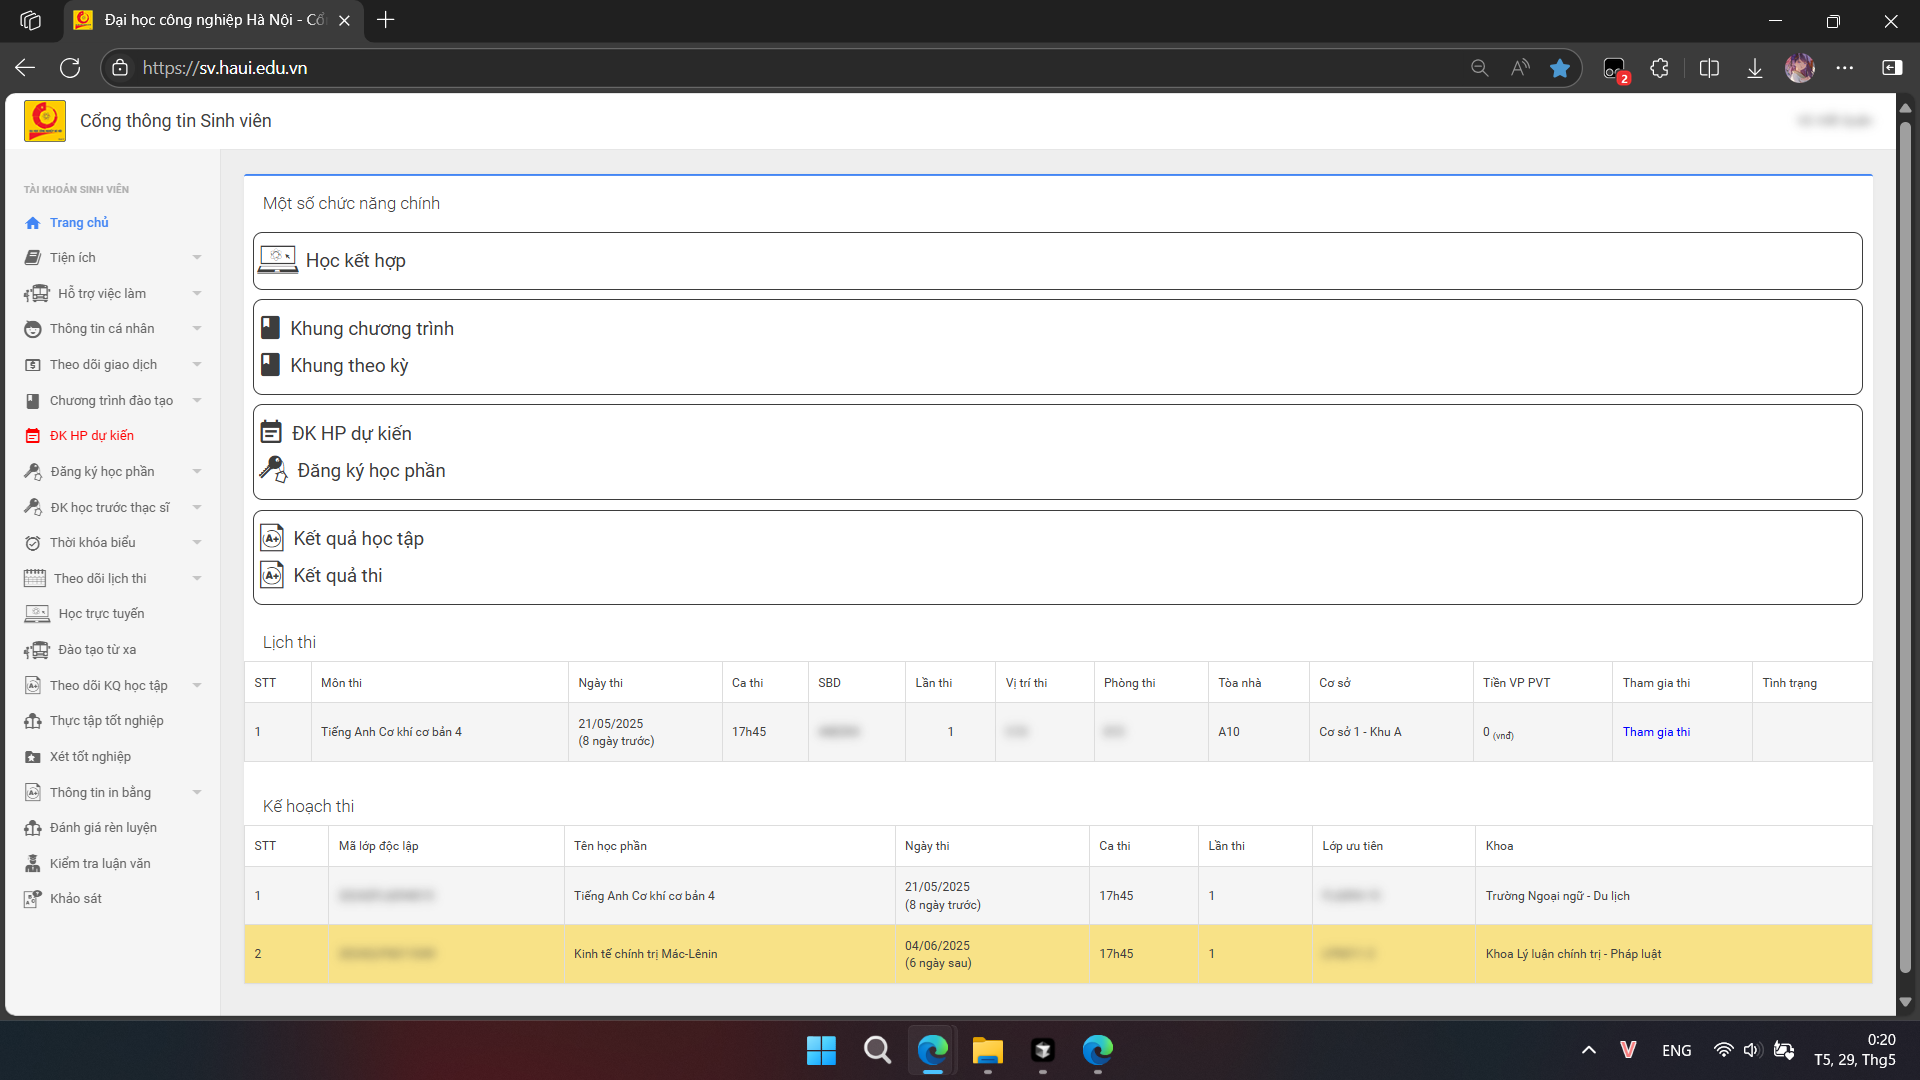 Đại học công nghiệp Hà Nội - Cổ
https://sv.haui.edu.vn
2
Cổng thông tin Sinh viên
TÀI KHOẢN SINH VIÊN
Trang chủ
Tiện ích
Hỗ trợ việc làm
Thông tin cá nhân
Theo dõi giao dịch
Chương trình đào tạo
ĐK HP dự kiến
Đăng ký học phần
ĐK học trước thạc sĩ
Thời khóa biểu
Theo dõi lịch thi
Học trực tuyến
Đào tạo từ xa
Theo dõi KQ học tập
Thực tập tốt nghiệp
Xét tốt nghiệp
Thông tin in bằng
Đánh giá rèn luyện
Kiểm tra luận văn
Khảo sát
Một số chức năng chính
Học kết hợp
Khung chương trình
Khung theo kỳ
ĐK HP dự kiến
Đăng ký học phần
A+ Kết quả học tập
A+ Kết quả thi
Lịch thi
STT Môn thi Ngày thi Ca thi SBD Lần thi Vị trí thi Phòng thi Tòa nhà Cơ sở Tiền VP PVT Tham gia thi Tình trạng
1 Tiếng Anh Cơ khí cơ bản 4 21/05/2025 17h45 1 A10 Cơ sở 1 - Khu A 0 (vnđ) Tham gia thi
(8 ngày trước)
Kế hoạch thi
STT Mã lớp độc lập Tên học phần Ngày thi Ca thi Lần thi Lớp ưu tiên Khoa
1 Tiếng Anh Cơ khí cơ bản 4 21/05/2025 17h45 1 Trường Ngoại ngữ - Du lịch
(8 ngày trước)
2 Kinh tế chính trị Mác-Lênin 04/06/2025 17h45 1 Khoa Lý luận chính trị - Pháp luật
(6 ngày sau)
V ENG
0:20
T5, 29, Thg5